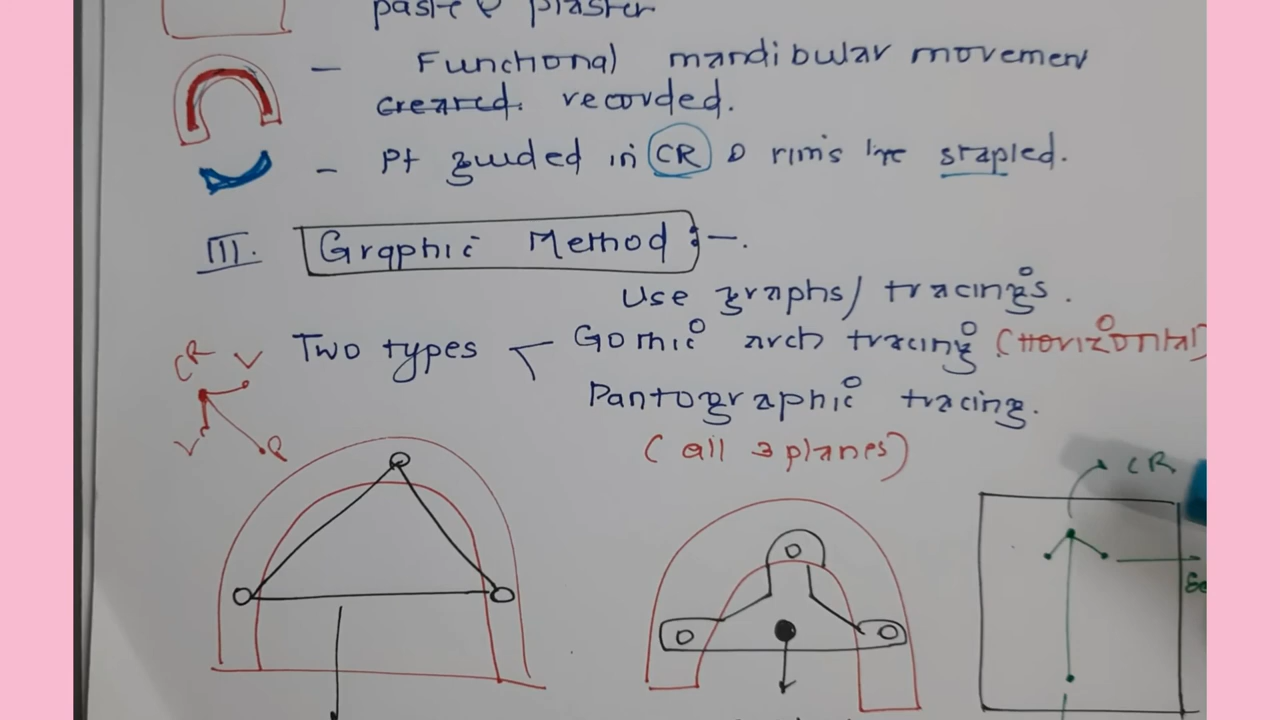 paste & plaster
— Functional mandibular movement
created. recorded.
— Pt guided in CR & rims are stapled.
III. Graphic Method :—.
Use graphs/ tracings.
Two types
Gothic arch tracing (Horizontal)
Pantographic tracing.
(all 3 planes)
CR
V
V
P
CR